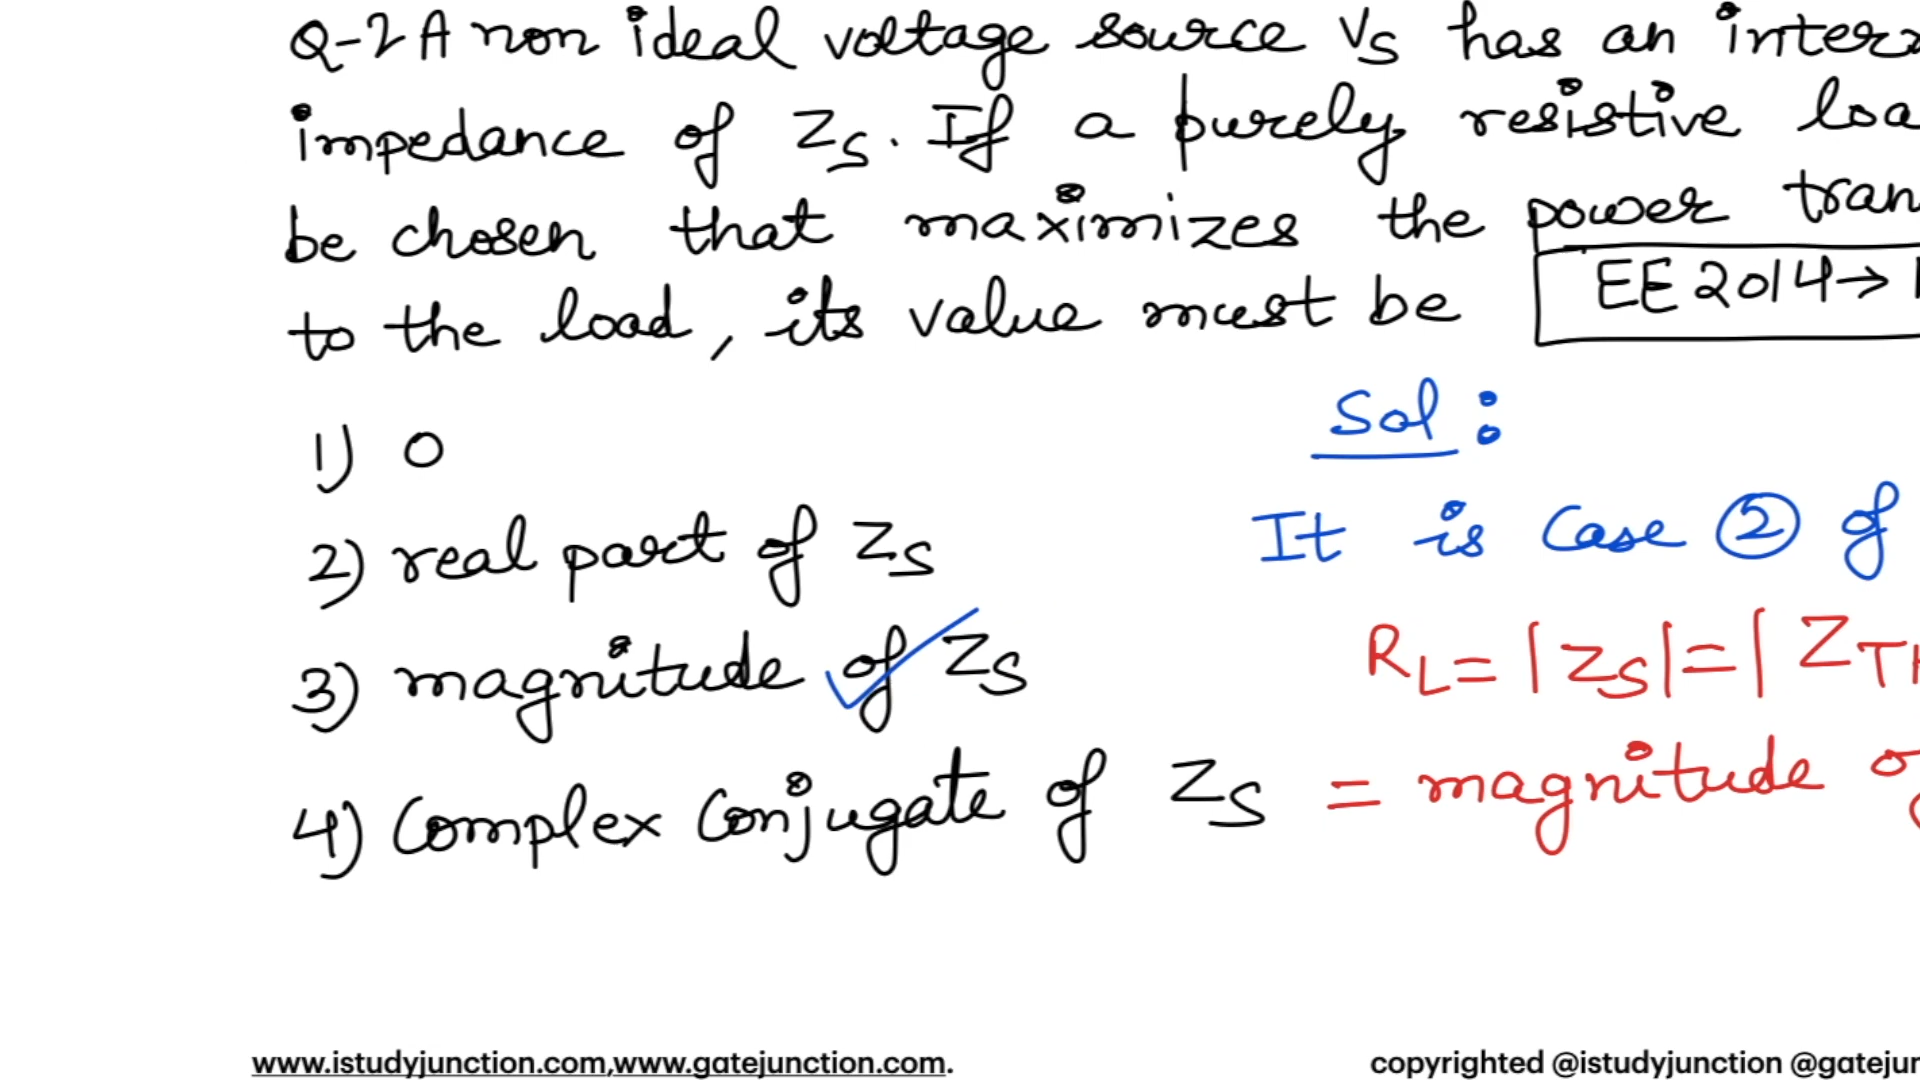 Q-2 A non ideal voltage source Vs has an inter
impedance of Zs. If a purely resistive loa
be chosen that maximizes the power tran
to the load, its value must be
EE 2014→
Sol:
1) 0
It is Case ② of
2) real part of Zs
3) magnitude of Zs
RL = |Zs| = |ZTH
4) Complex Conjugate of Zs
= magnitude of
www.istudyjunction.com,www.gatejunction.com.
copyrighted @istudyjunction @gatejun